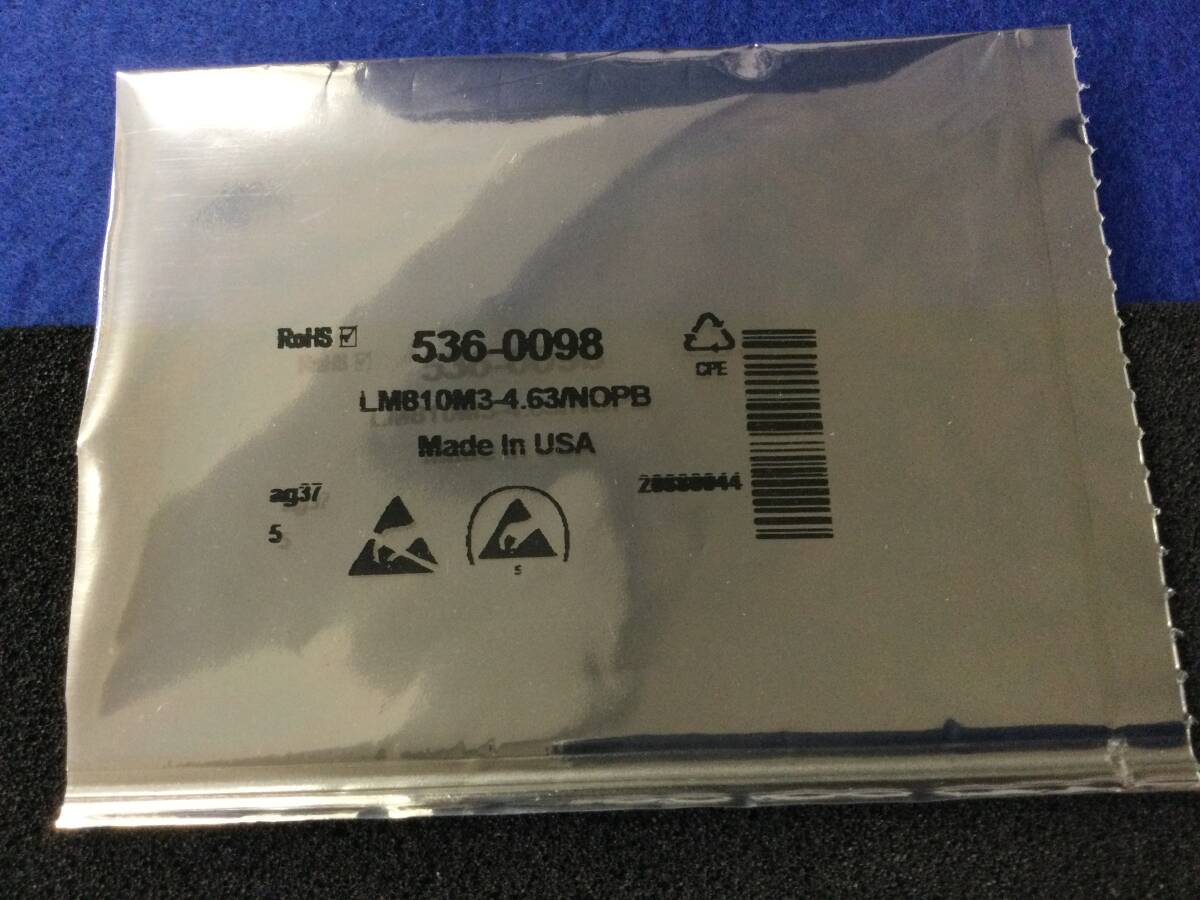 RoHS
536-0098
CPE
LM810M3-4.63/NOPB
Made In USA
ag37
5
S